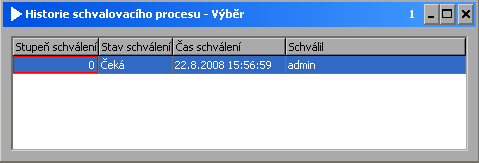 Historie schvalovacího procesu - Výběr 1
Stupeň schválení Stav schválení Čas schválení Schválil
0 Čeká 22.8.2008 15:56:59 admin